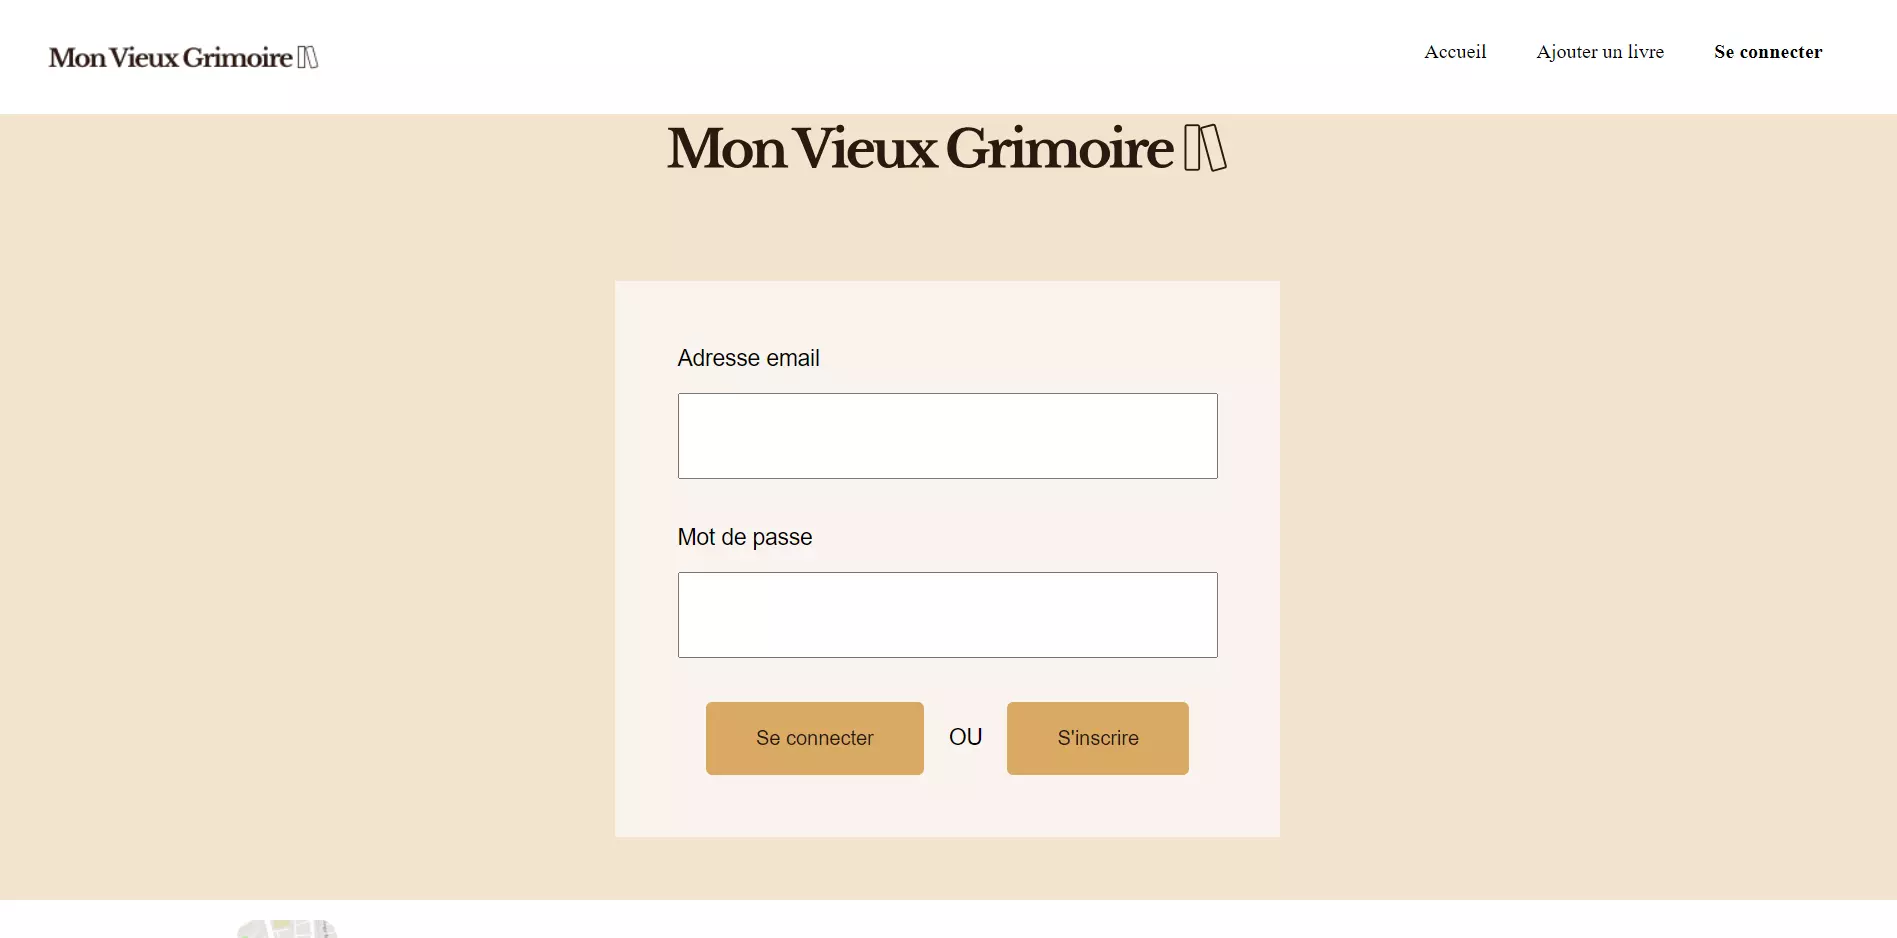 Mon Vieux Grimoire
Accueil
Ajouter un livre
Se connecter
Mon Vieux Grimoire
Adresse email
Mot de passe
Se connecter
OU
S'inscrire